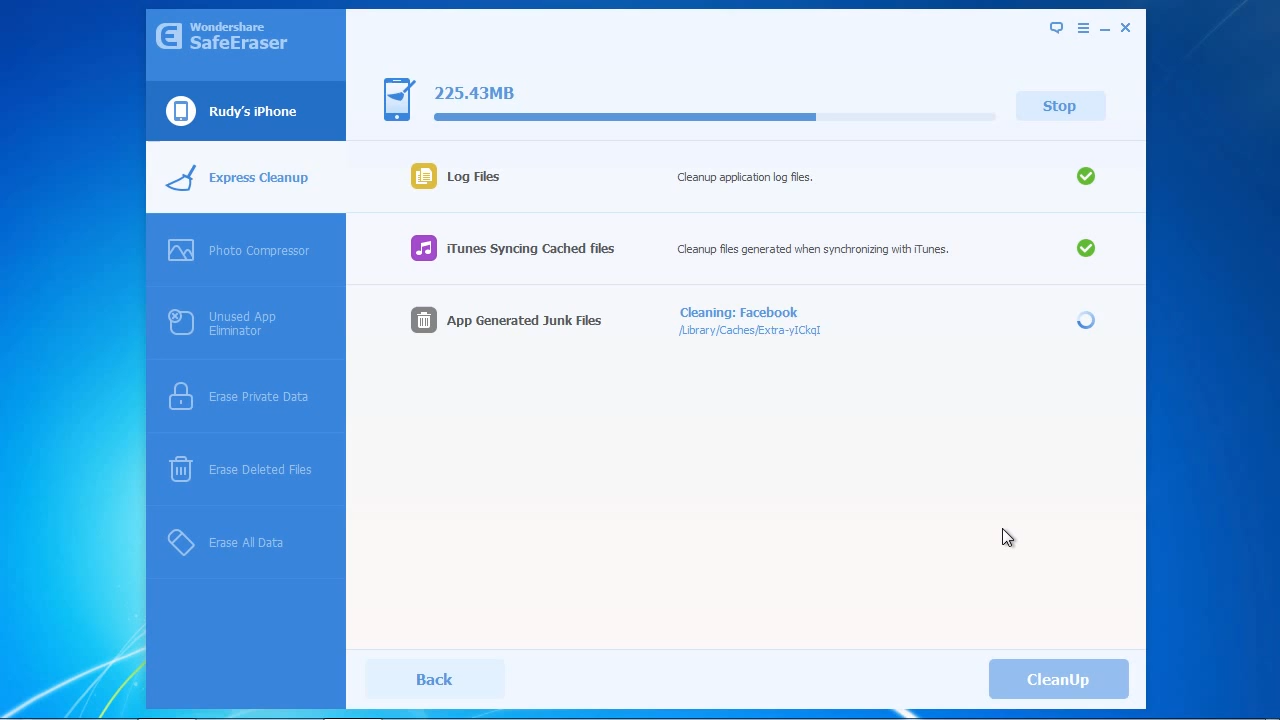 Wondershare
SafeEraser
Rudy's iPhone
Express Cleanup
Photo Compressor
Unused App
Eliminator
Erase Private Data
Erase Deleted Files
Erase All Data
225.43MB
Stop
Log Files
Cleanup application log files.
iTunes Syncing Cached files
Cleanup files generated when synchronizing with iTunes.
App Generated Junk Files
Cleaning: Facebook
/Library/Caches/Extra-yICkqI
Back
CleanUp